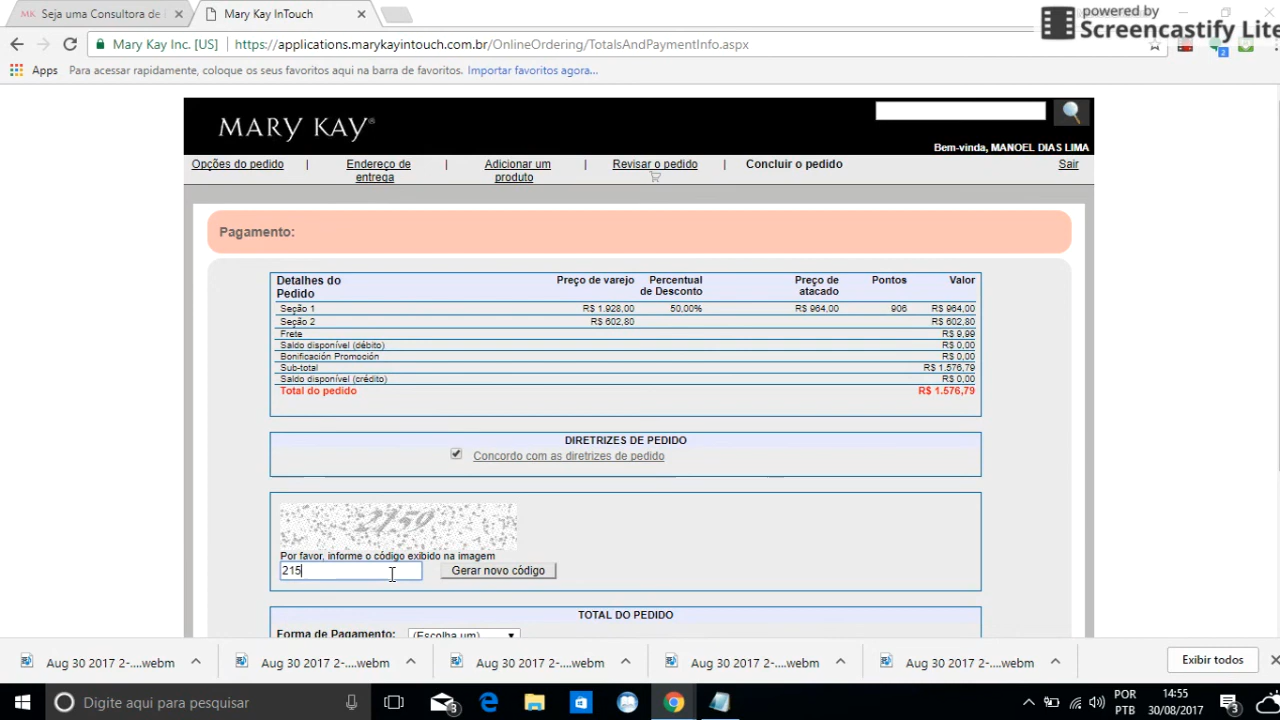 Seja uma Consultora de
Mary Kay InTouch
powered by
Screencastify Lite
Mary Kay Inc. [US]
https://applications.marykayintouch.com.br/OnlineOrdering/TotalsAndPaymentInfo.aspx
2
Apps
Para acessar rapidamente, coloque os seus favoritos aqui na barra de favoritos.
Importar favoritos agora...
MARY KAY®
Bem-vinda, MANOEL DIAS LIMA
Opções do pedido | Endereço de entrega | Adicionar um produto | Revisar o pedido | Concluir o pedido Sair
Pagamento:
Detalhes do Pedido Preço de varejo Percentual de Desconto Preço de atacado Pontos Valor
Seção 1 R$ 1.928,00 50,00% R$ 964,00 906 R$ 964,00
Seção 2 R$ 602,80 R$ 602,80
Frete R$ 9,99
Saldo disponível (débito) R$ 0,00
Bonificación Promoción R$ 0,00
Sub-total R$ 1.576,79
Saldo disponível (crédito) R$ 0,00
Total do pedido R$ 1.576,79
DIRETRIZES DE PEDIDO
Concordo com as diretrizes de pedido
2159
Por favor, informe o código exibido na imagem
215
Gerar novo código
TOTAL DO PEDIDO
Forma de Pagamento: (Escolha um)
Aug 30 2017 2-....webm
Aug 30 2017 2-....webm
Aug 30 2017 2-....webm
Aug 30 2017 2-....webm
Aug 30 2017 2-....webm
Exibir todos
Digite aqui para pesquisar
3
POR
PTB
14:55
30/08/2017
3